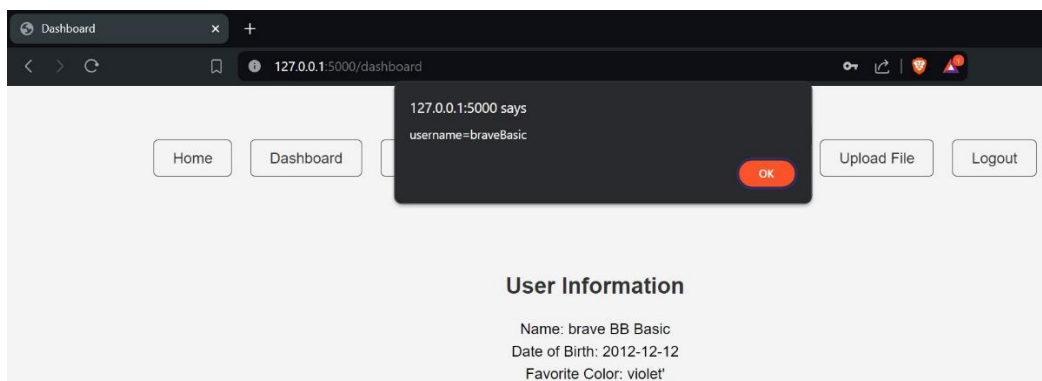 Dashboard
127.0.0.1:5000/dashboard
127.0.0.1:5000 says
username=braveBasic
OK
Home Dashboard Upload File Logout
User Information
Name: brave BB Basic
Date of Birth: 2012-12-12
Favorite Color: violet'